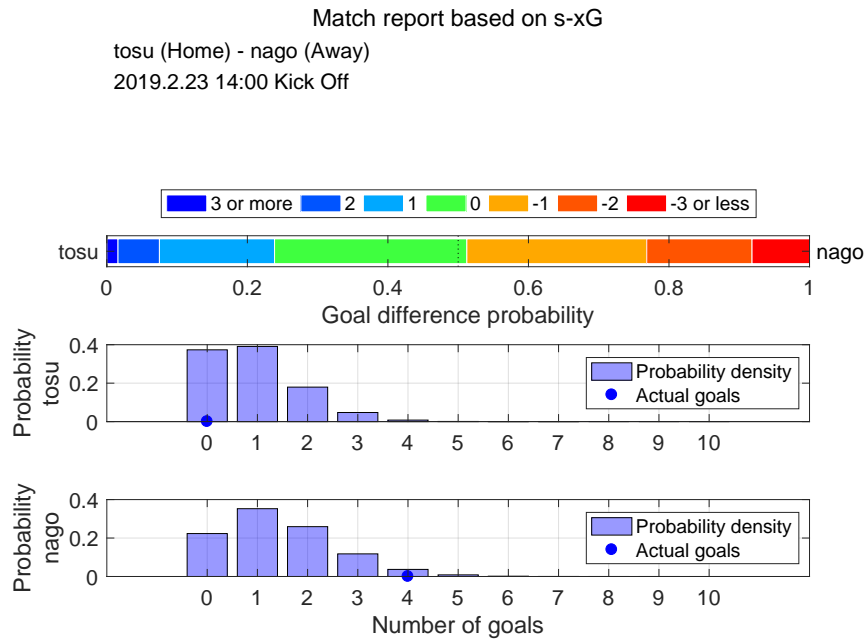 Match report based on s-xG
tosu (Home) - nago (Away)
2019.2.23 14:00 Kick Off
3 or more 2 1 0 -1 -2 -3 or less
tosu nago
0 0.2 0.4 0.6 0.8 1
Goal difference probability
Probability
tosu
0.4
0.2
0
Probability density
Actual goals
0 1 2 3 4 5 6 7 8 9 10
Probability
nago
0.4
0.2
0
Probability density
Actual goals
0 1 2 3 4 5 6 7 8 9 10
Number of goals